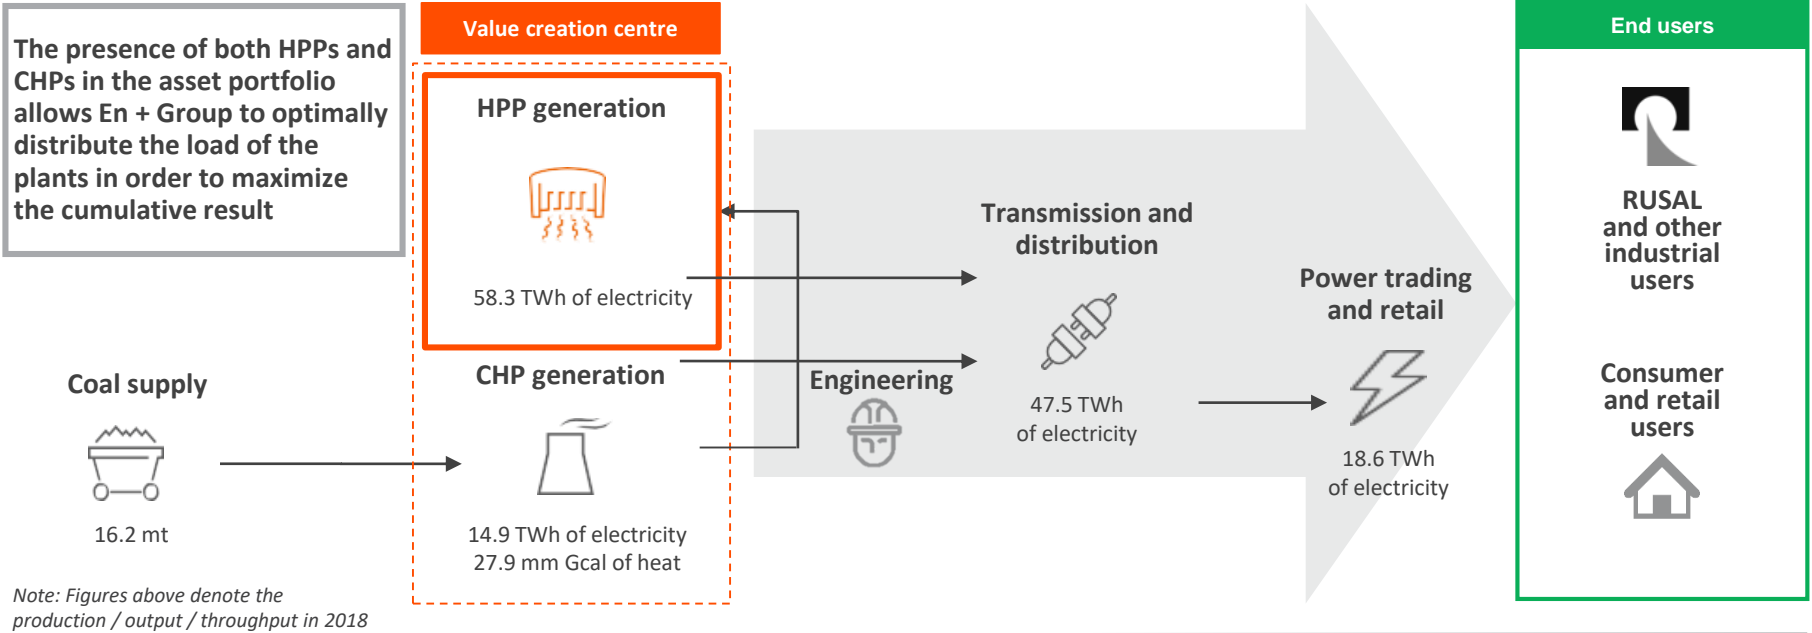 The presence of both HPPs and
CHPs in the asset portfolio
allows En + Group to optimally
distribute the load of the
plants in order to maximize
the cumulative result
Value creation centre
HPP generation
58.3 TWh of electricity
Coal supply
16.2 mt
CHP generation
14.9 TWh of electricity
27.9 mm Gcal of heat
Engineering
Transmission and
distribution
47.5 TWh
of electricity
Power trading
and retail
18.6 TWh
of electricity
End users
RUSAL
and other
industrial
users
Consumer
and retail
users
Note: Figures above denote the
production / output / throughput in 2018